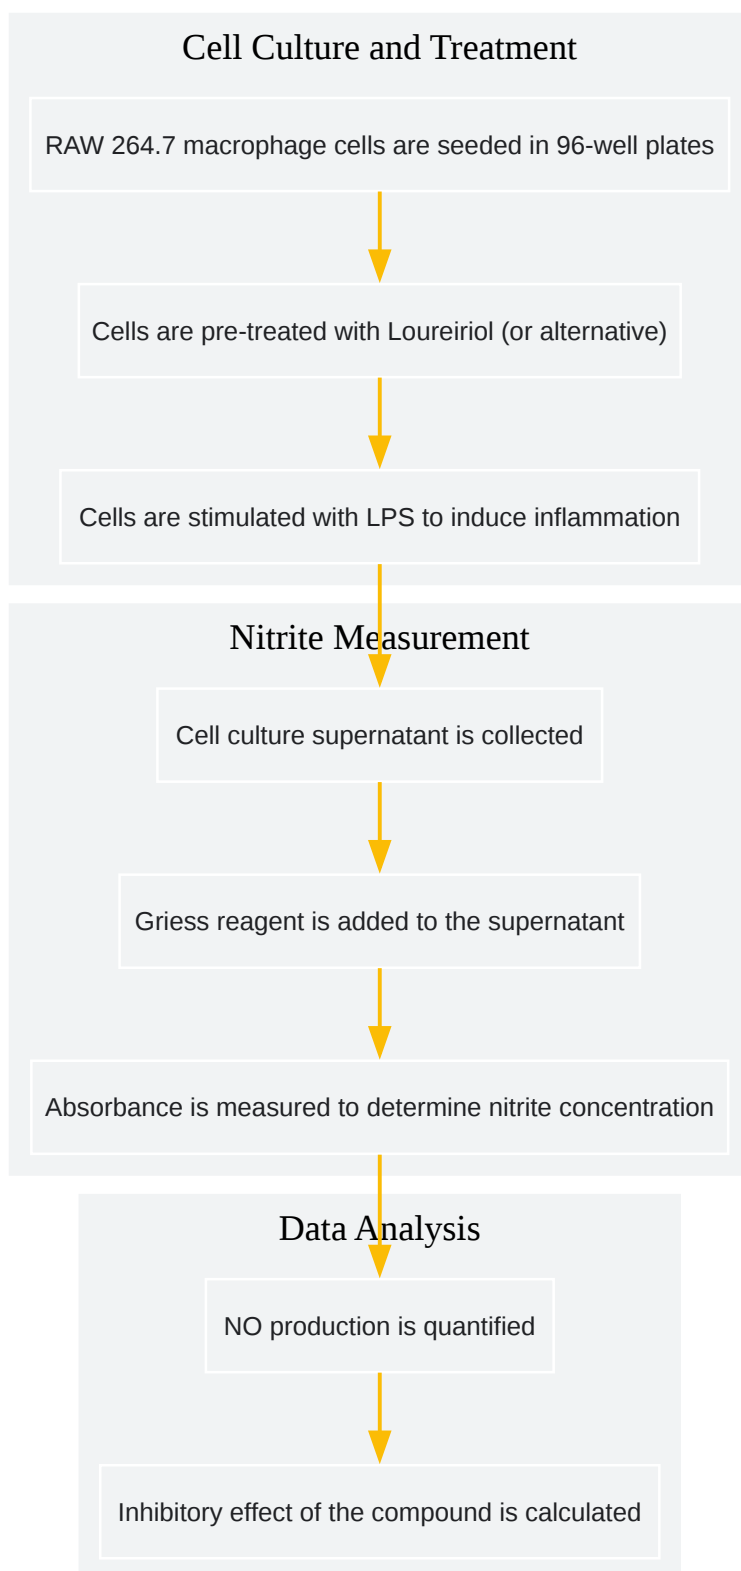 Cell Culture and Treatment
RAW 264.7 macrophage cells are seeded in 96-well plates
Cells are pre-treated with Loureiriol (or alternative)
Cells are stimulated with LPS to induce inflammation
Nitrite Measurement
Cell culture supernatant is collected
Griess reagent is added to the supernatant
Absorbance is measured to determine nitrite concentration
Data Analysis
NO production is quantified
Inhibitory effect of the compound is calculated